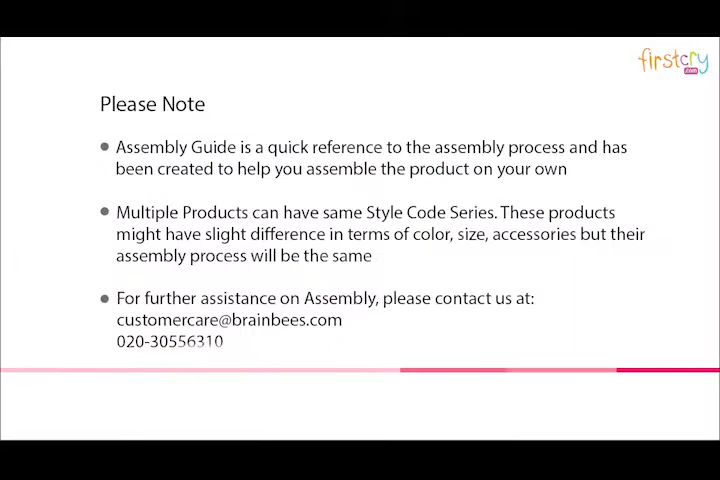 firstcry
.com
Please Note
Assembly Guide is a quick reference to the assembly process and has
been created to help you assemble the product on your own
Multiple Products can have same Style Code Series. These products
might have slight difference in terms of color, size, accessories but their
assembly process will be the same
For further assistance on Assembly, please contact us at:
customercare@brainbees.com
020-30556310